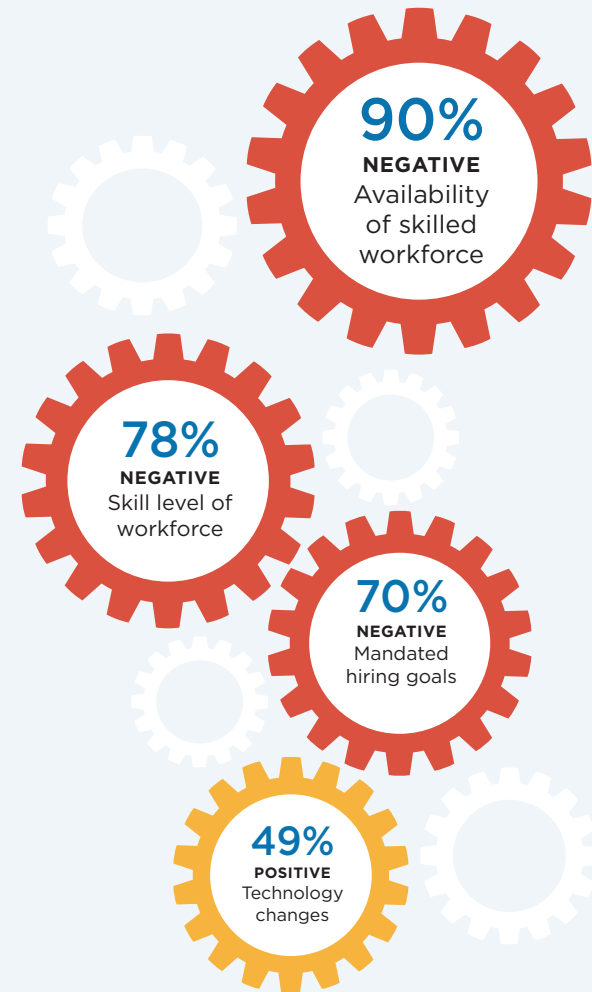 90%
NEGATIVE
Availability
of skilled
workforce
78%
NEGATIVE
Skill level of
workforce
70%
NEGATIVE
Mandated
hiring goals
49%
POSITIVE
Technology
changes